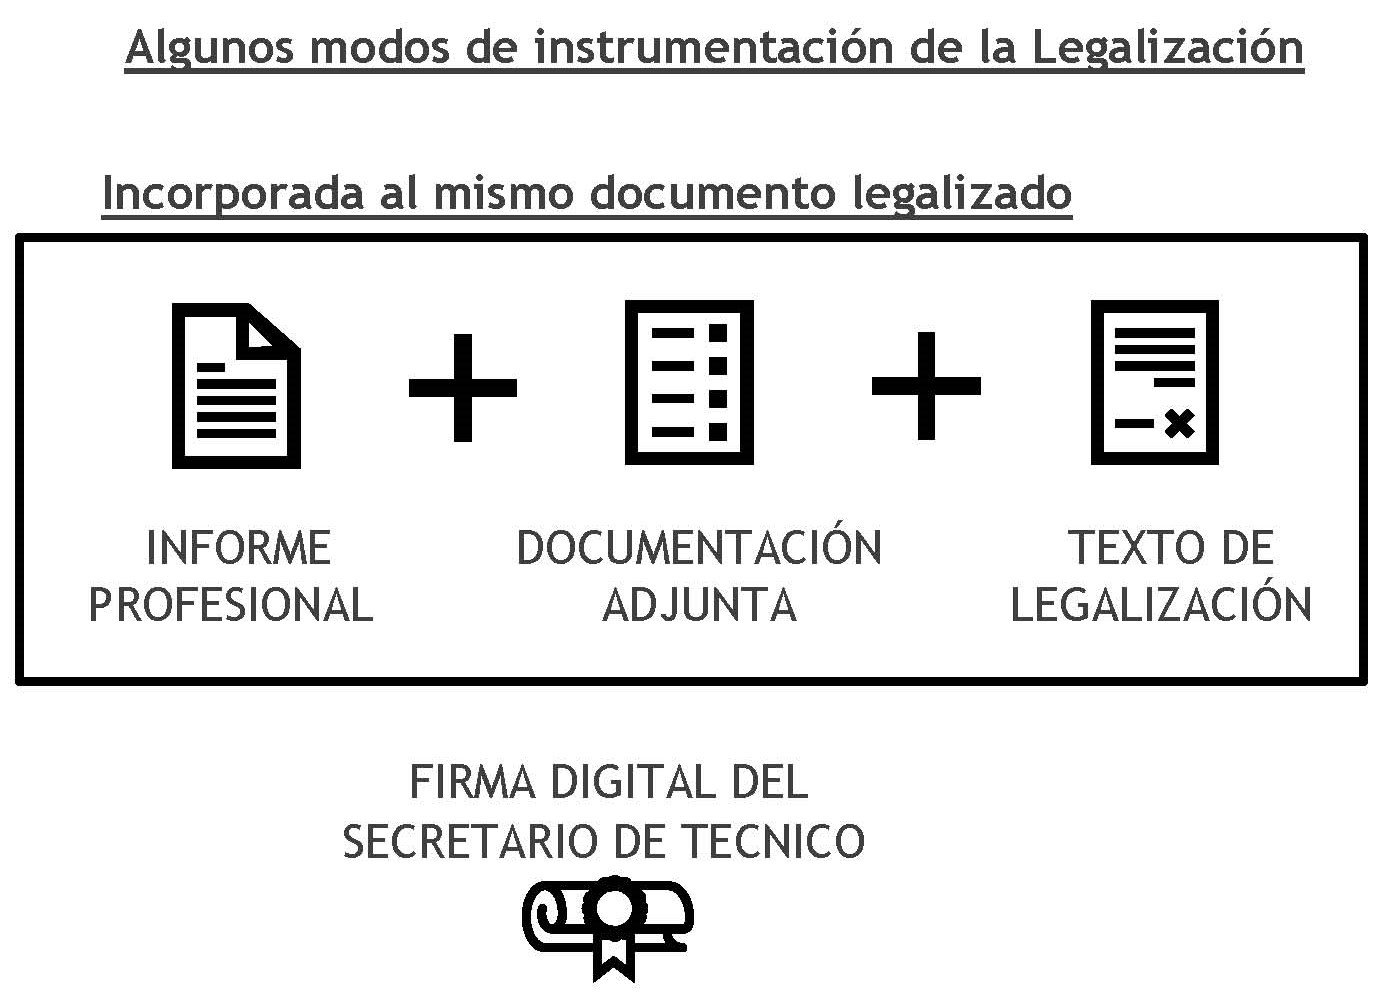 Algunos modos de instrumentación de la Legalización
Incorporada al mismo documento legalizado
INFORME
PROFESIONAL
DOCUMENTACIÓN
ADJUNTA
TEXTO DE
LEGALIZACIÓN
FIRMA DIGITAL DEL
SECRETARIO DE TECNICO